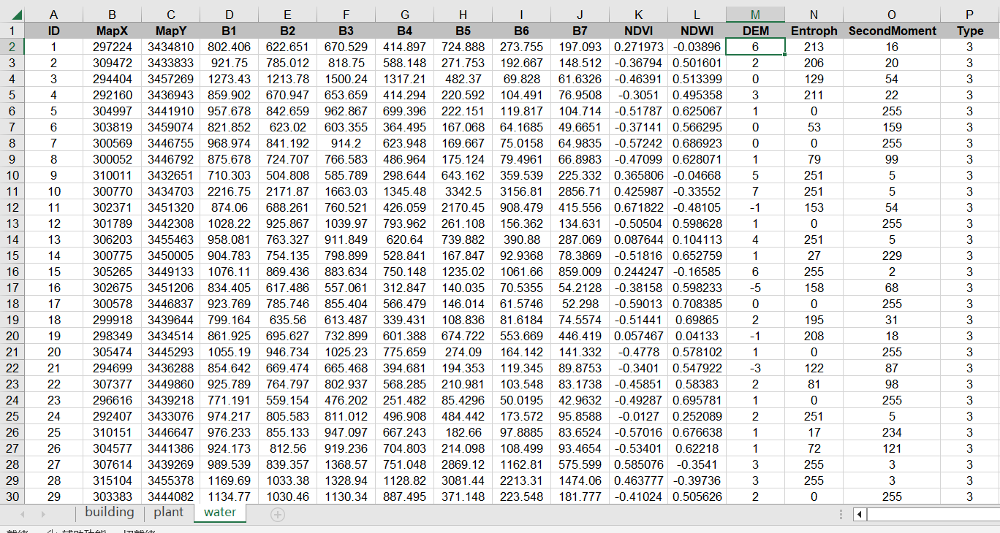 A B C D E F G H I J K L M N O P
1 ID MapX MapY B1 B2 B3 B4 B5 B6 B7 NDVI NDWI DEM Entroph SecondMoment Type
2 1 297224 3434810 802.406 622.651 670.529 414.897 724.888 273.755 197.093 0.271973 -0.03896 6 213 16 3
3 2 309472 3433833 921.75 785.012 818.75 588.148 271.753 192.667 148.512 -0.36794 0.501601 2 206 20 3
4 3 294404 3457269 1273.43 1213.78 1500.24 1317.21 482.37 69.828 61.6326 -0.46391 0.513399 0 129 54 3
5 4 292160 3436943 859.902 670.947 653.659 414.294 220.592 104.491 76.9508 -0.3051 0.495358 3 211 22 3
6 5 304997 3441910 957.678 842.659 962.867 699.396 222.151 119.817 104.714 -0.51787 0.625067 1 0 255 3
7 6 303819 3459074 821.852 623.02 603.355 364.495 167.068 64.1685 49.6651 -0.37141 0.566295 0 53 159 3
8 7 300569 3446755 968.974 841.192 914.2 623.948 169.667 75.0158 64.9835 -0.57242 0.686923 0 0 255 3
9 8 300052 3446792 875.678 724.707 766.583 486.964 175.124 79.4961 66.8983 -0.47099 0.628071 1 79 99 3
10 9 310011 3432651 710.303 504.808 585.789 298.644 643.162 359.539 225.332 0.365806 -0.04668 5 251 5 3
11 10 300770 3434703 2216.75 2171.87 1663.03 1345.48 3342.5 3156.81 2856.71 0.425987 -0.33552 7 251 5 3
12 11 302371 3451320 874.06 688.261 760.521 426.059 2170.45 908.479 415.556 0.671822 -0.48105 -1 153 54 3
13 12 301789 3442308 1028.22 925.867 1039.97 793.962 261.108 156.362 134.631 -0.50504 0.598628 1 0 255 3
14 13 306203 3455463 958.081 763.327 911.849 620.64 739.882 390.88 287.069 0.087644 0.104113 4 251 5 3
15 14 300775 3450005 904.783 754.135 798.899 528.841 167.847 92.9368 78.3869 -0.51816 0.652759 1 27 229 3
16 15 305265 3449133 1076.11 869.436 883.634 750.148 1235.02 1061.66 859.009 0.244247 -0.16585 6 255 2 3
17 16 302675 3451206 834.405 617.486 557.061 312.847 140.035 70.5355 54.2128 -0.38158 0.598233 -5 158 68 3
18 17 300578 3446837 923.769 785.746 855.404 566.479 146.014 61.5746 52.298 -0.59013 0.708385 0 0 255 3
19 18 299918 3439644 799.164 635.56 613.487 339.431 108.836 81.6184 74.5574 -0.51441 0.69865 2 195 31 3
20 19 298349 3434514 861.925 695.627 732.899 601.388 674.722 553.669 446.419 0.057467 0.04133 -1 208 18 3
21 20 305474 3445293 1055.19 946.734 1025.23 775.659 274.09 164.142 141.332 -0.4778 0.578102 1 0 255 3
22 21 294699 3436288 854.642 669.474 665.468 394.681 194.353 119.345 89.8753 -0.3401 0.547922 -3 122 87 3
23 22 307377 3449860 925.789 764.797 802.937 568.285 210.981 103.548 83.1738 -0.45851 0.58383 2 81 98 3
24 23 296616 3439218 771.191 559.154 476.202 251.482 85.4296 50.0195 42.9632 -0.49287 0.695781 1 0 255 3
25 24 292407 3433076 974.217 805.583 811.012 496.908 484.442 173.572 95.8588 -0.0127 0.252089 2 251 5 3
26 25 310151 3446647 976.233 855.133 947.097 667.243 182.66 97.8885 83.6524 -0.57016 0.676638 1 17 234 3
27 26 304577 3441386 924.173 812.56 919.236 704.803 214.098 108.499 93.4654 -0.53401 0.62218 1 72 121 3
28 27 307614 3439269 989.539 839.357 1368.57 751.048 2869.12 1162.81 575.599 0.585076 -0.3541 3 255 3 3
29 28 315104 3455378 1169.69 1033.38 1328.94 1128.82 3081.44 2213.31 1474.06 0.463777 -0.39736 3 255 3 3
30 29 303383 3444082 1134.77 1030.46 1130.34 887.495 371.148 223.548 181.777 -0.41024 0.505626 2 0 255 3
building plant water